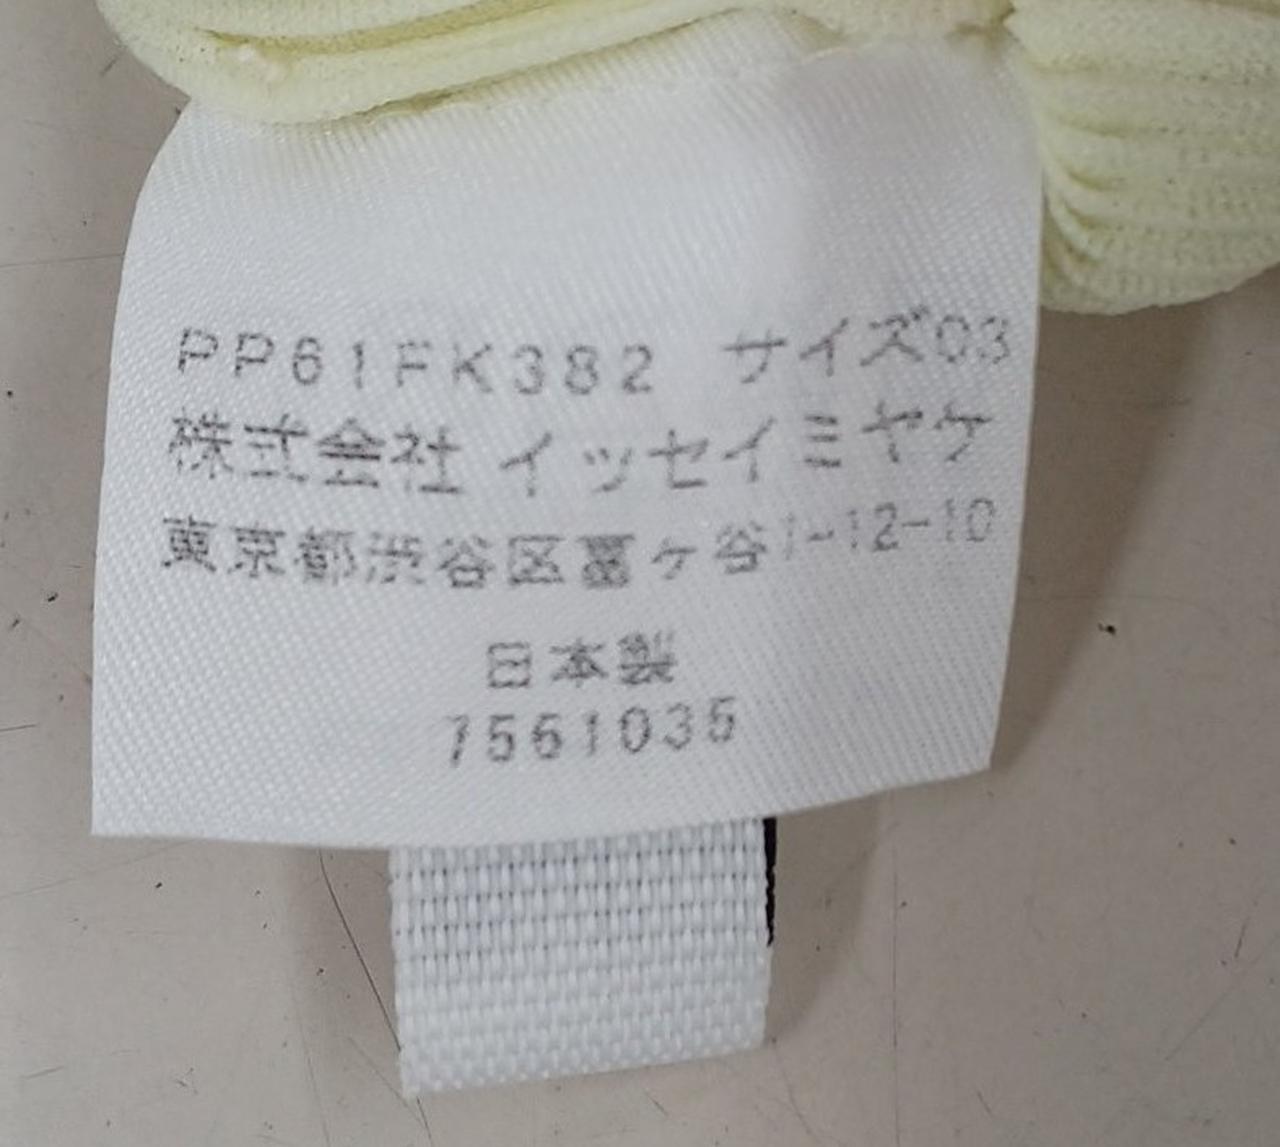 PP61FK382 サイズ03
株式会社 イッセイミヤケ
東京都渋谷区富ヶ谷1-12-10
日本製
7561035